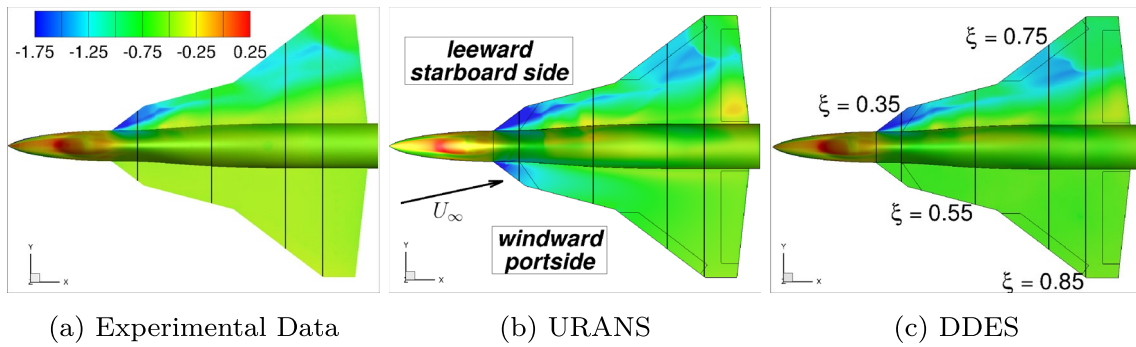 -1.75 -1.25 -0.75 -0.25 0.25
Y
X
leeward
starboard side
U∞
windward
portside
Y
X
ξ = 0.75
ξ = 0.35
ξ = 0.55
ξ = 0.85
Y
X
(a) Experimental Data
(b) URANS
(c) DDES